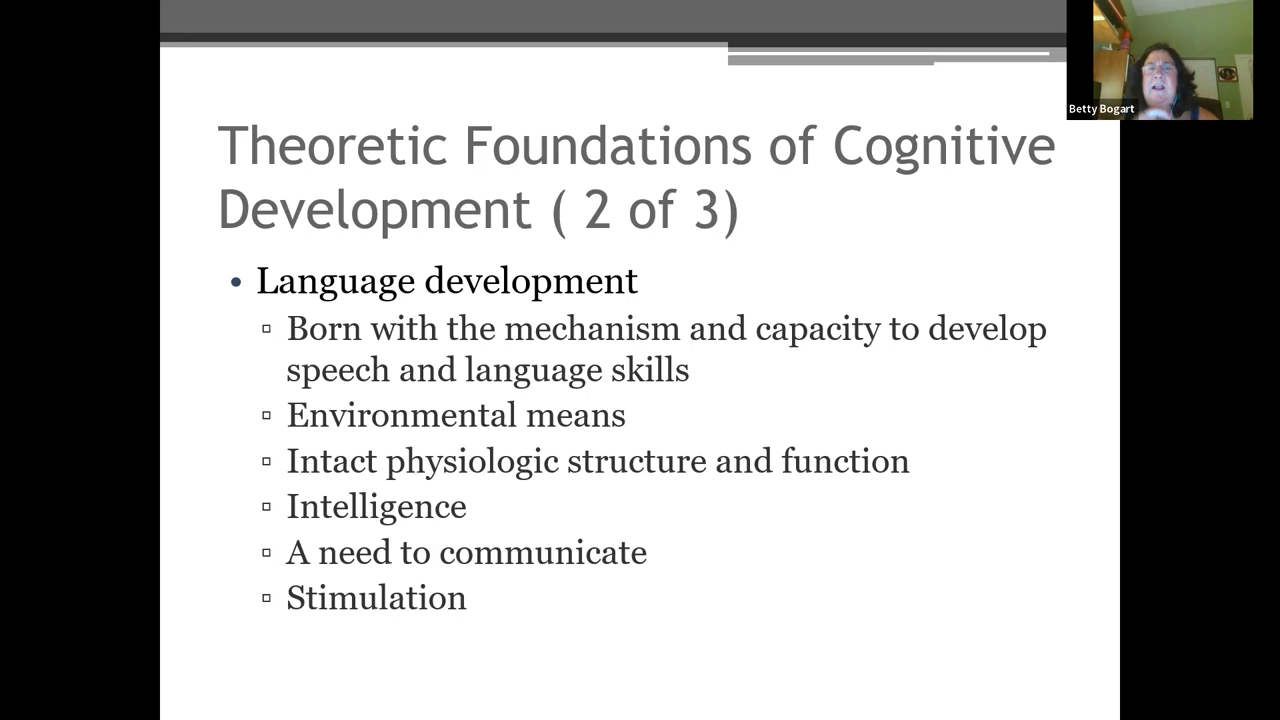 Betty Bogart
Theoretic Foundations of Cognitive
Development ( 2 of 3)
• Language development
▫ Born with the mechanism and capacity to develop
speech and language skills
▫ Environmental means
▫ Intact physiologic structure and function
▫ Intelligence
▫ A need to communicate
▫ Stimulation